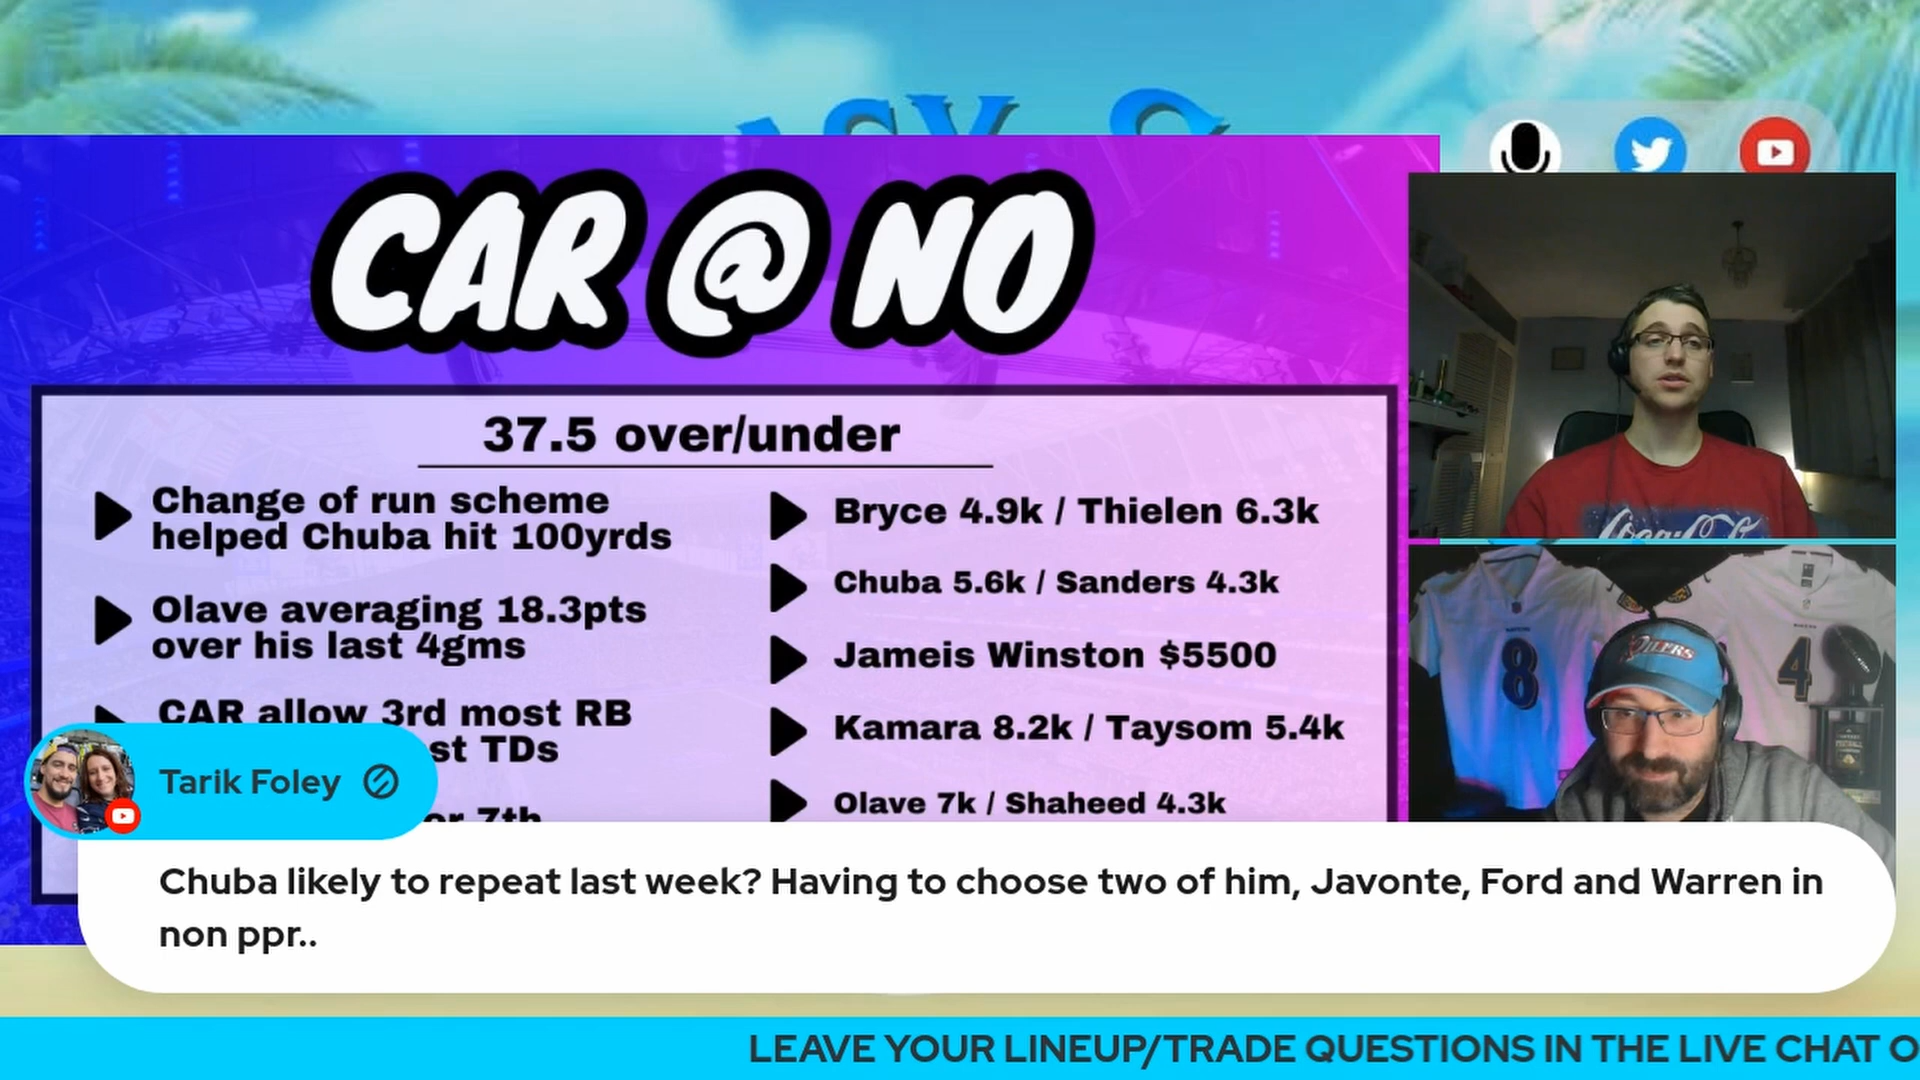 CAR @ NO
37.5 over/under
Change of run scheme
helped Chuba hit 100yrds
Olave averaging 18.3pts
over his last 4gms
CAR allow 3rd most RB
st TDs
7th
Bryce 4.9k / Thielen 6.3k
Chuba 5.6k / Sanders 4.3k
Jameis Winston $5500
Kamara 8.2k / Taysom 5.4k
Olave 7k / Shaheed 4.3k
8
4
Tarik Foley
Chuba likely to repeat last week? Having to choose two of him, Javonte, Ford and Warren in
non ppr..
LEAVE YOUR LINEUP/TRADE QUESTIONS IN THE LIVE CHAT O